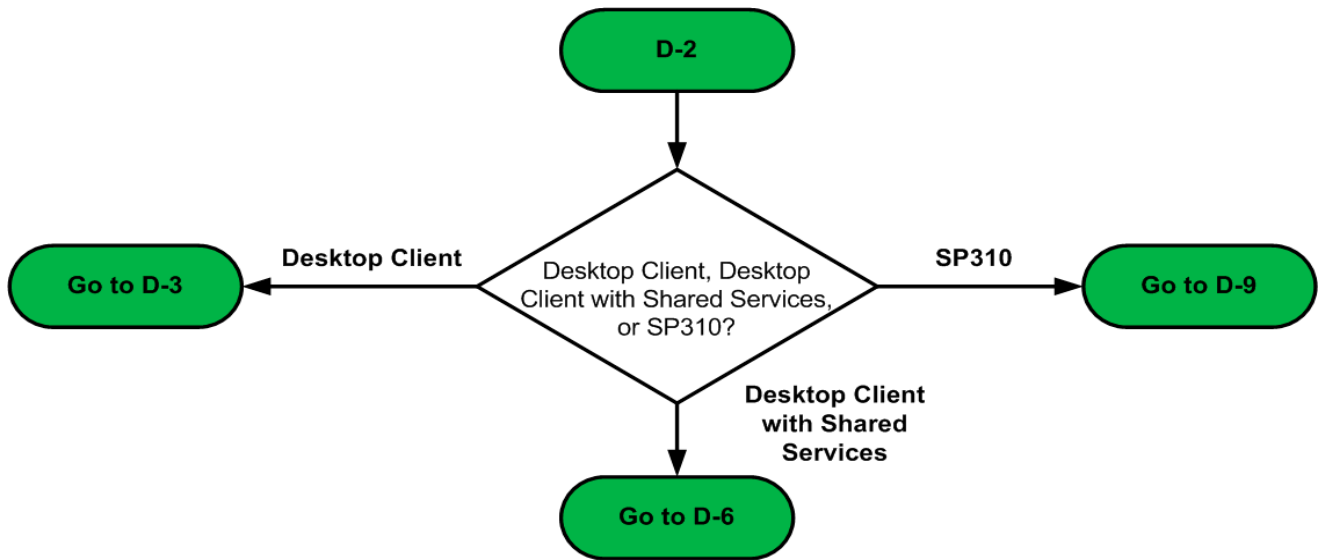 D-2
Desktop Client
SP310
Go to D-3
Desktop Client, Desktop
Client with Shared Services,
or SP310?
Go to D-9
Desktop Client
with Shared
Services
Go to D-6